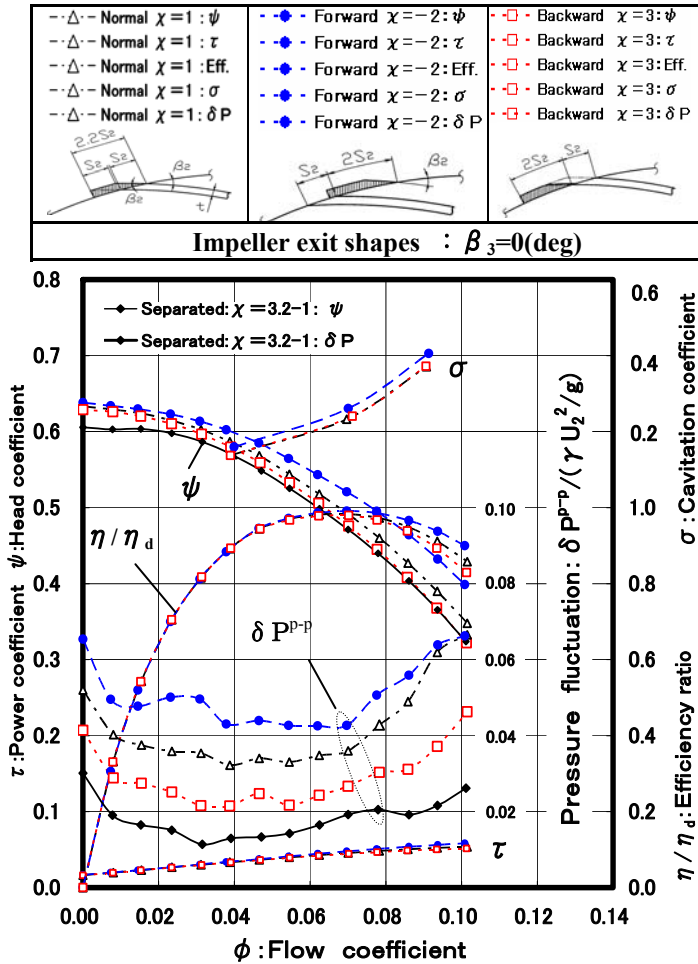 Normal χ=1: ψ
Normal χ=1: τ
Normal χ=1: Eff.
Normal χ=1: σ
Normal χ=1: δP
Forward χ=-2: ψ
Forward χ=-2: τ
Forward χ=-2: Eff.
Forward χ=-2: σ
Forward χ=-2: δP
Backward χ=3: ψ
Backward χ=3: τ
Backward χ=3: Eff.
Backward χ=3: σ
Backward χ=3: δP
2.2S2
S2 S2
β2 β2
t
S2 2S2
β2
2S2 S2
Impeller exit shapes : β3=0(deg)
Separated: χ=3.2-1: ψ
Separated: χ=3.2-1: δP
σ
ψ
η/ηd
δP^p-p
τ
0.8
0.7
0.6
0.5
0.4
0.3
0.2
0.1
0.0
τ:Power coefficient ψ:Head coefficient
0.00 0.02 0.04 0.06 0.08 0.10 0.12 0.14
φ:Flow coefficient
0.10
0.08
0.06
0.04
0.02
Pressure fluctuation: δP^p-p/(γU2^2/g)
0.6
0.4
0.2
1.0
0.8
0.6
0.4
0.2
0.0
σ:Cavitation coefficient
η/ηd:Efficiency ratio